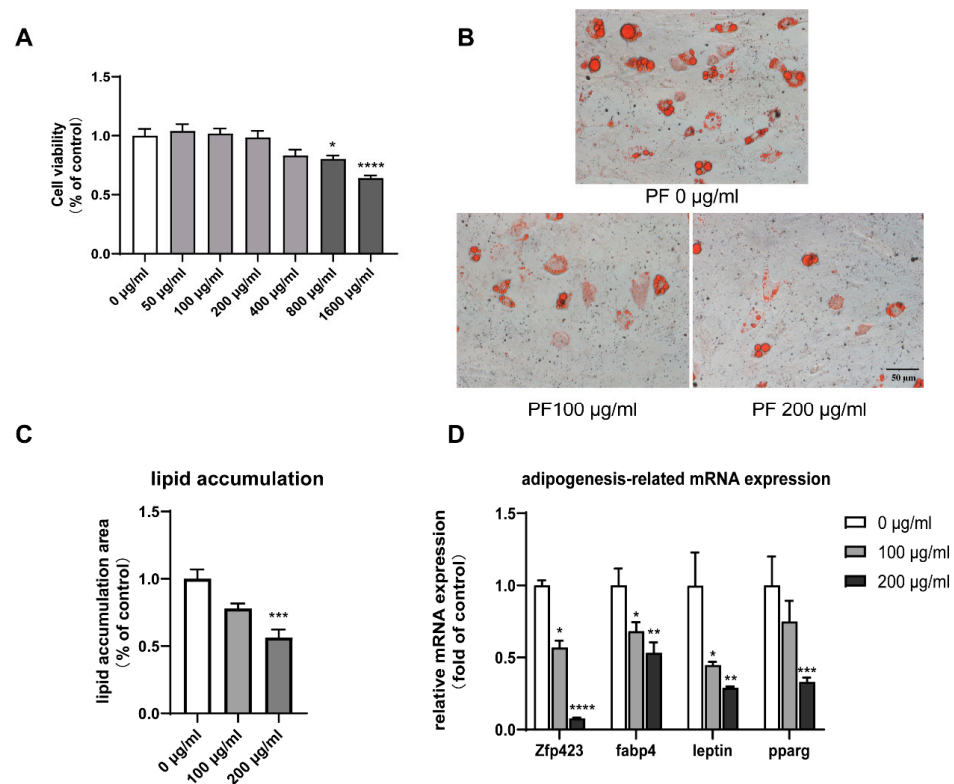 A
Cell viability
(% of control)
1.5
1.0
0.5
0.0
*
****
0 μg/ml
50 μg/ml
100 μg/ml
200 μg/ml
400 μg/ml
800 μg/ml
1600 μg/ml
B
PF 0 μg/ml
50 μm
PF100 μg/ml
PF 200 μg/ml
C
lipid accumulation
lipid accumulation area
(% of control)
1.5
1.0
0.5
0.0
***
0 μg/ml
100 μg/ml
200 μg/ml
D
adipogenesis-related mRNA expression
relative mRNA expression
(fold of control)
1.5
1.0
0.5
0.0
*
****
*
**
*
**
***
Zfp423
fabp4
leptin
pparg
0 μg/ml
100 μg/ml
200 μg/ml